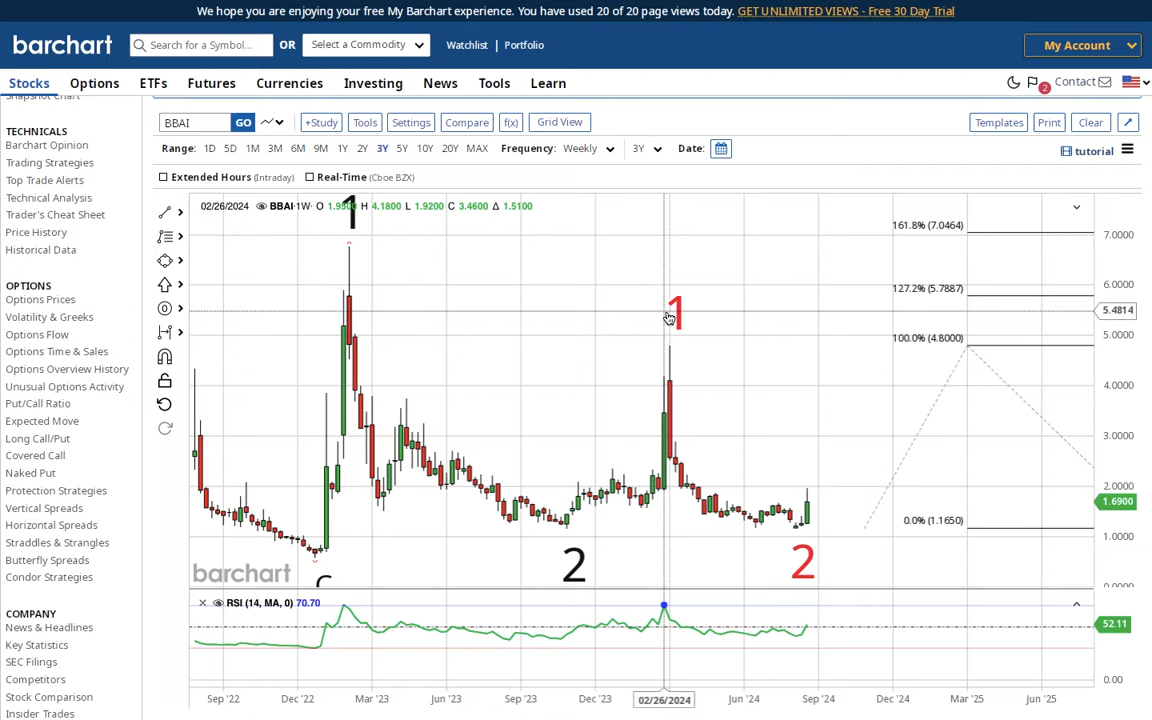 We hope you are enjoying your free My Barchart experience. You have used 20 of 20 page views today. GET UNLIMITED VIEWS - Free 30 Day Trial
barchart Search for a Symbol... OR Select a Commodity Watchlist | Portfolio My Account
Stocks Options ETFs Futures Currencies Investing News Tools Learn 2 Contact
Snapshot Chart
TECHNICALS
Barchart Opinion
Trading Strategies
Top Trade Alerts
Technical Analysis
Trader's Cheat Sheet
Price History
Historical Data
OPTIONS
Options Prices
Volatility & Greeks
Options Flow
Options Time & Sales
Options Overview History
Unusual Options Activity
Put/Call Ratio
Expected Move
Long Call/Put
Covered Call
Naked Put
Protection Strategies
Vertical Spreads
Horizontal Spreads
Straddles & Strangles
Butterfly Spreads
Condor Strategies
COMPANY
News & Headlines
Key Statistics
SEC Filings
Competitors
Stock Comparison
Insider Trades
BBAI GO +Study Tools Settings Compare f(x) Grid View Templates Print Clear
Range: 1D 5D 1M 3M 6M 9M 1Y 2Y 3Y 5Y 10Y 20Y MAX Frequency: Weekly 3Y Date: tutorial
Extended Hours (Intraday) Real-Time (Cboe BZX)
02/26/2024 BBAI·1W· O 1.9500 H 4.1800 L 1.9200 C 3.4600 Δ 1.5100
1
161.8% (7.0464)
127.2% (5.7887)
100.0% (4.8000)
0.0% (1.1650)
1
2
2
7.0000
6.0000
5.4814
5.0000
4.0000
3.0000
2.0000
1.6900
1.0000
0.0000
barchart
RSI (14, MA, 0) 70.70
52.11
0.00
Sep '22 Dec '22 Mar '23 Jun '23 Sep '23 Dec '23 02/26/2024 Jun '24 Sep '24 Dec '24 Mar '25 Jun '25